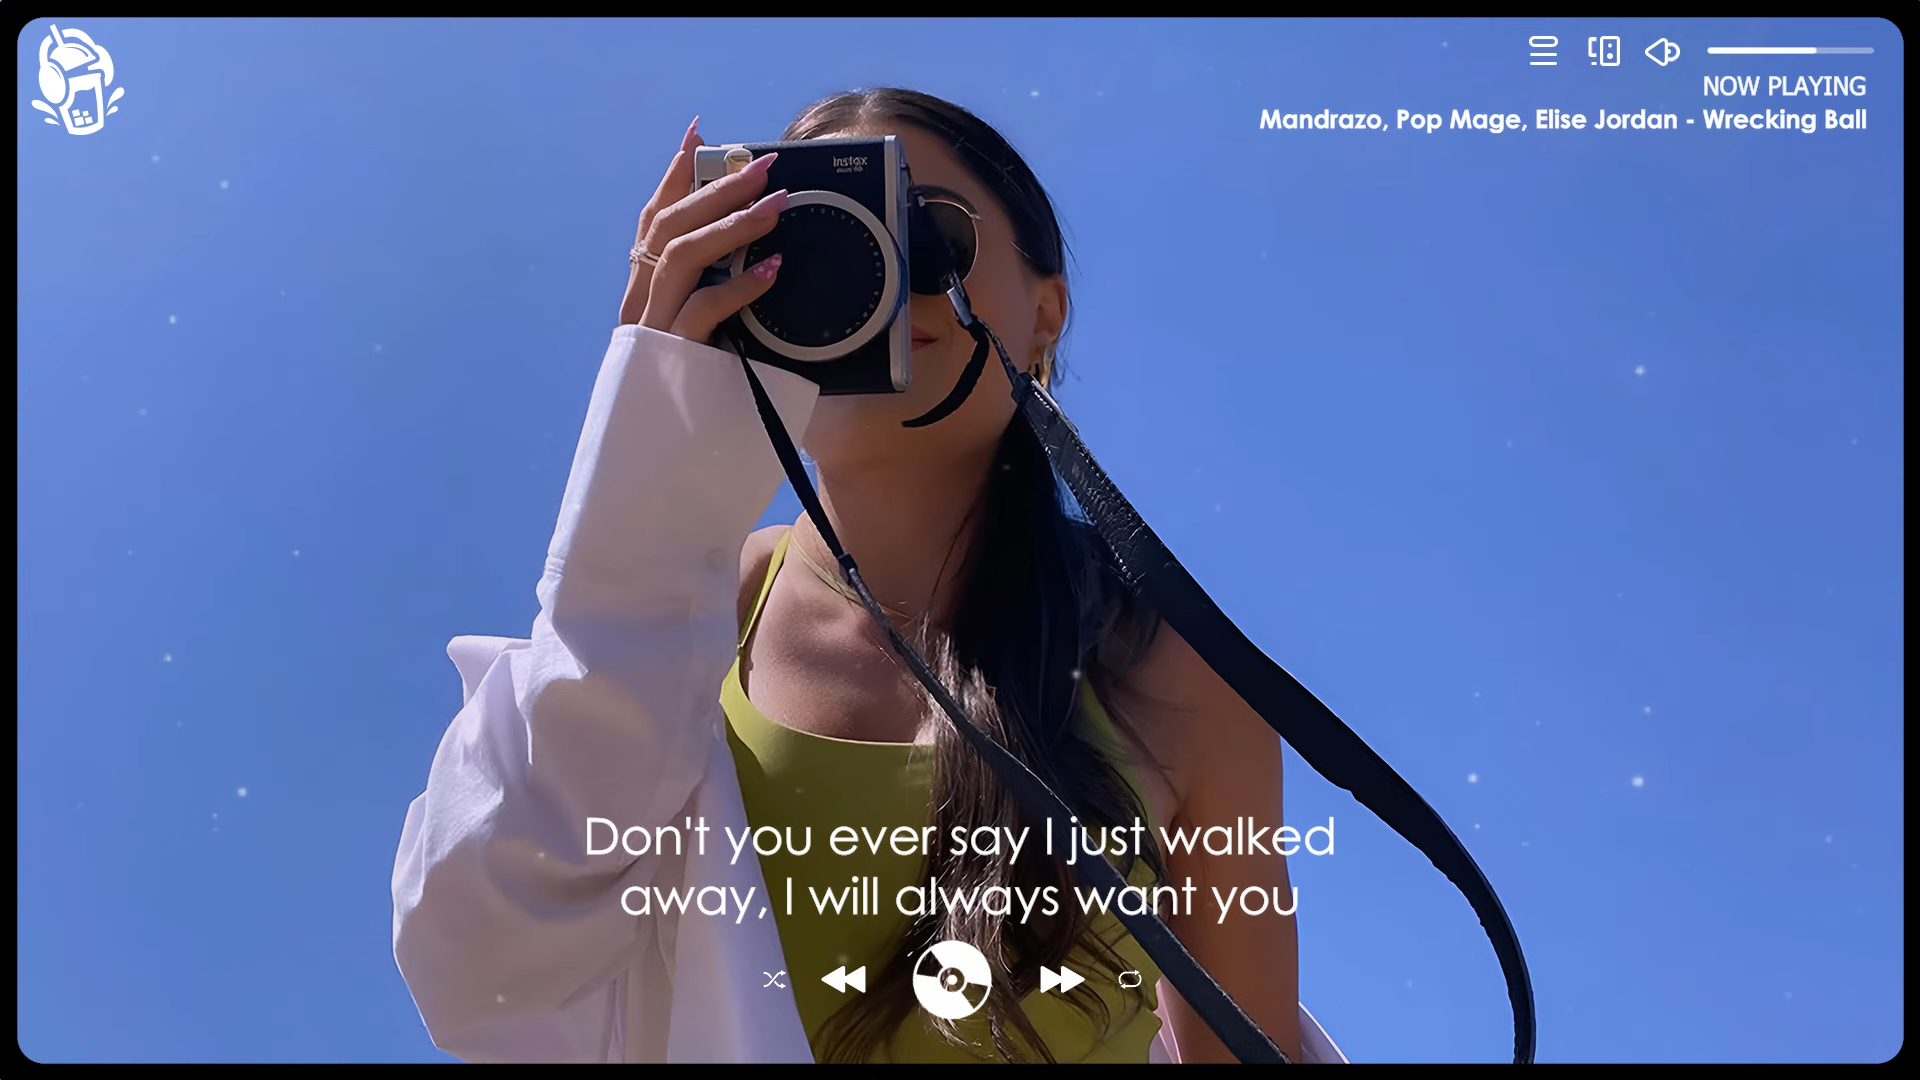 NOW PLAYING
Mandrazo, Pop Mage, Elise Jordan - Wrecking Ball
instax
Don't you ever say I just walked
away, I will always want you